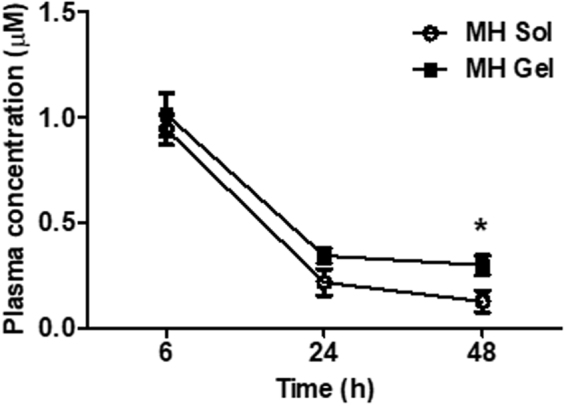 1.5
MH Sol
MH Gel
1.0
Plasma concentration (μM)
0.5
*
0.0
6 24 48
Time (h)